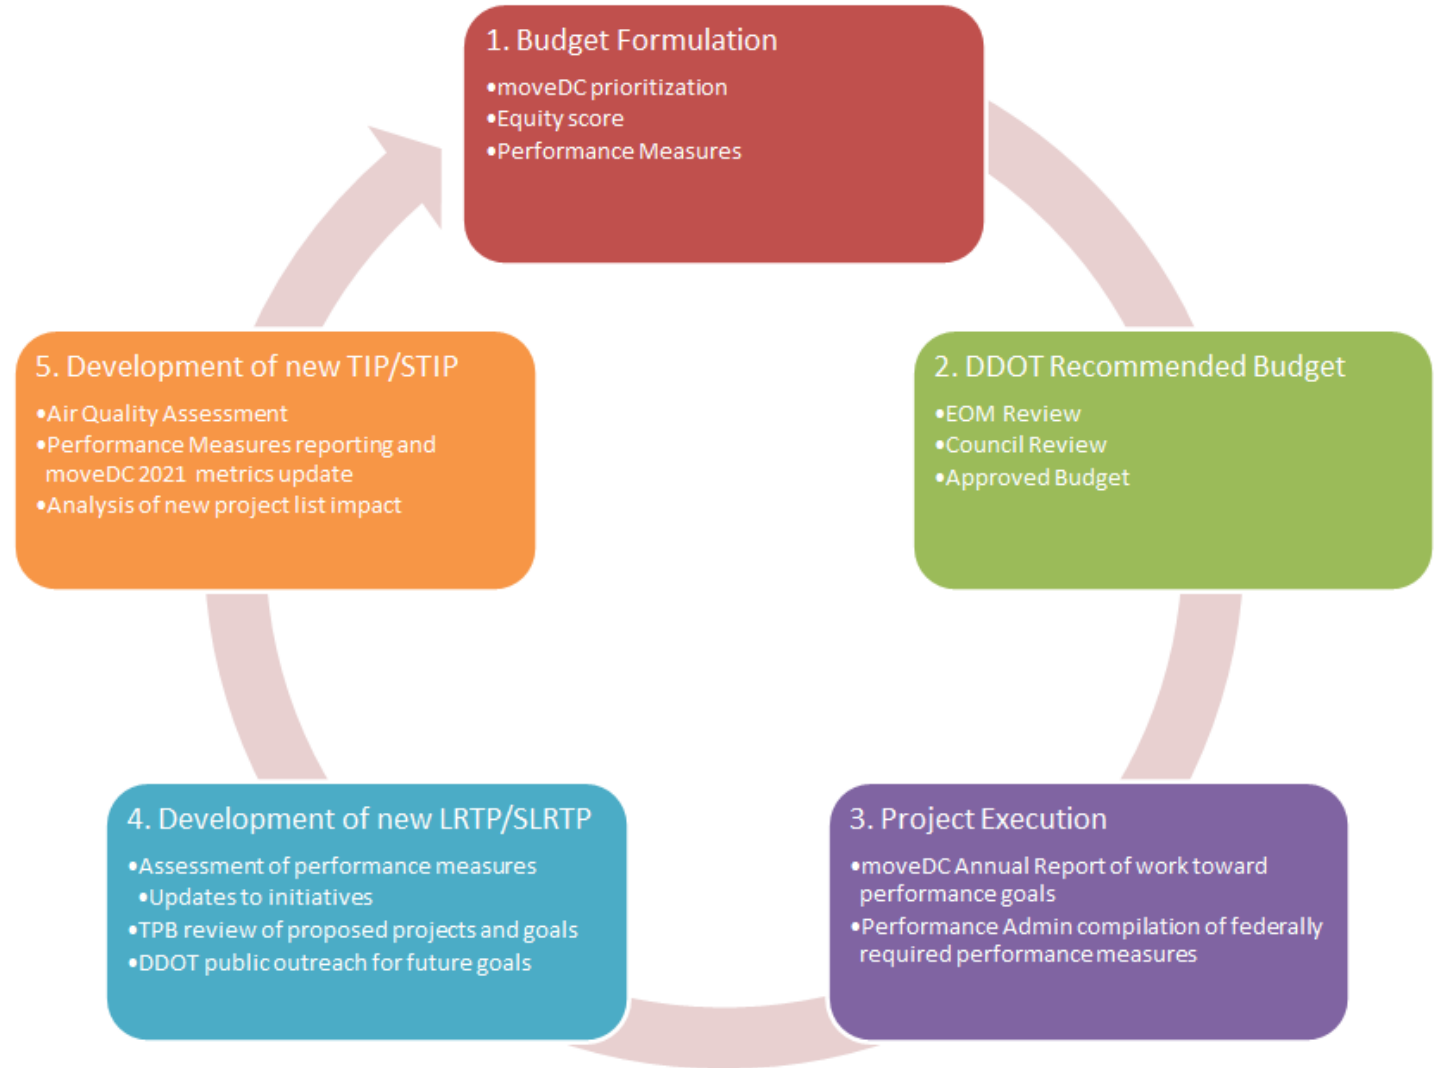 1. Budget Formulation
•moveDC prioritization
•Equity score
•Performance Measures
2. DDOT Recommended Budget
•EOM Review
•Council Review
•Approved Budget
3. Project Execution
•moveDC Annual Report of work toward
performance goals
•Performance Admin compilation of federally
required performance measures
4. Development of new LRTP/SLRTP
•Assessment of performance measures
•Updates to initiatives
•TPB review of proposed projects and goals
•DDOT public outreach for future goals
5. Development of new TIP/STIP
•Air Quality Assessment
•Performance Measures reporting and
moveDC 2021 metrics update
•Analysis of new project list impact